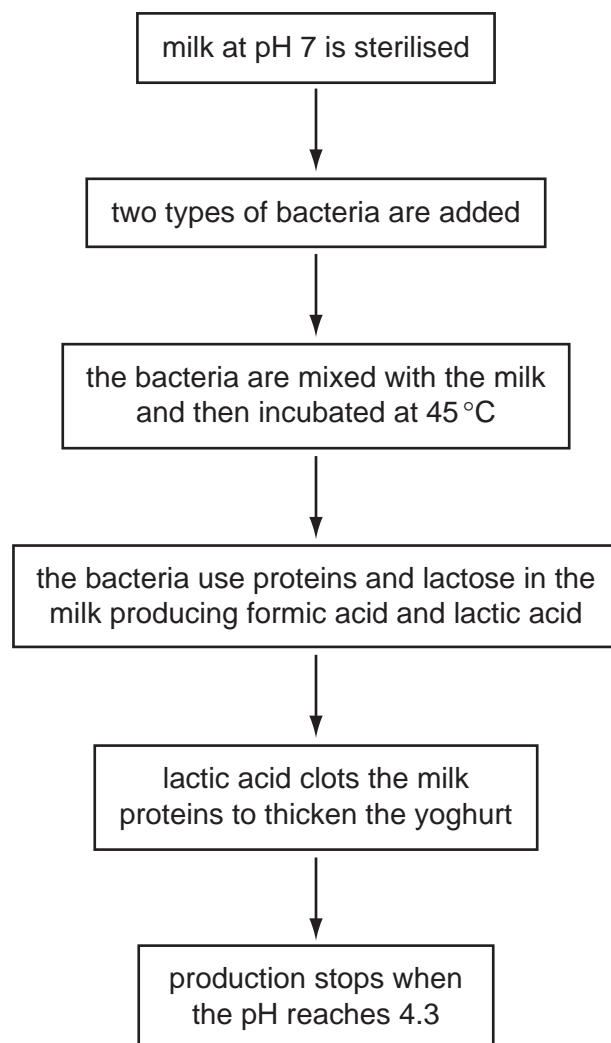 milk at pH 7 is sterilised
two types of bacteria are added
the bacteria are mixed with the milk
and then incubated at 45 °C
the bacteria use proteins and lactose in the
milk producing formic acid and lactic acid
lactic acid clots the milk
proteins to thicken the yoghurt
production stops when
the pH reaches 4.3